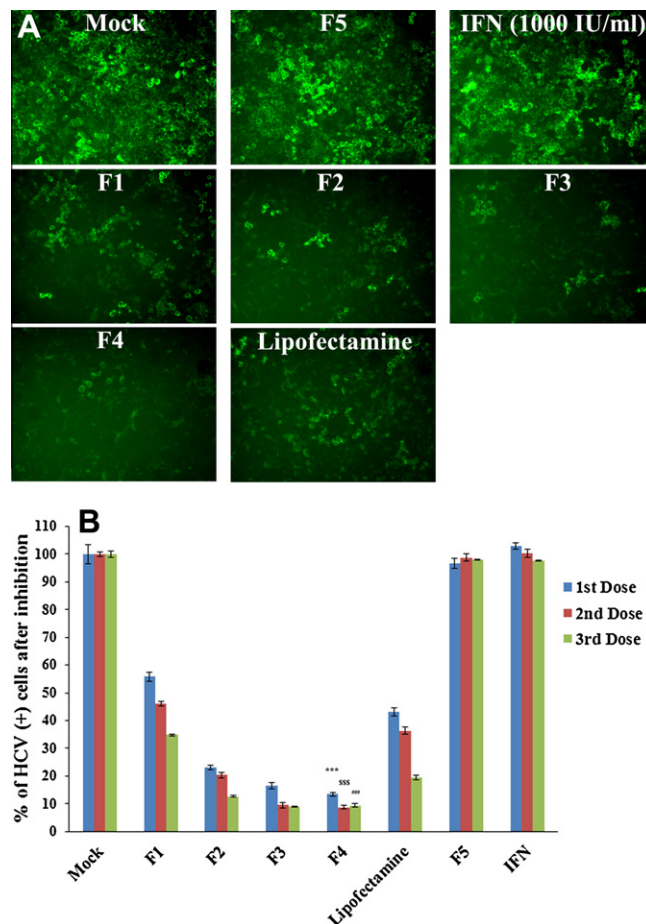 A
Mock
F5
IFN (1000 IU/ml)
F1
F2
F3
F4
Lipofectamine
B
% of HCV (+) cells after inhibition
110
100
90
80
70
60
50
40
30
20
10
0
***
$$$
###
1st Dose
2nd Dose
3rd Dose
Mock
F1
F2
F3
F4
Lipofectamine
F5
IFN